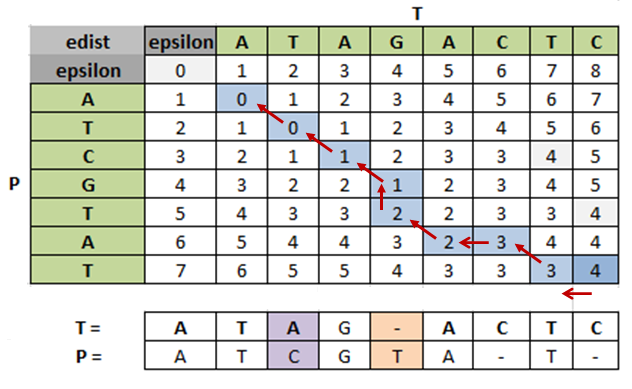 T
edist epsilon A T A G A C T C
epsilon 0 1 2 3 4 5 6 7 8
A 1 0 1 2 3 4 5 6 7
T 2 1 0 1 2 3 4 5 6
C 3 2 1 1 2 3 3 4 5
P G 4 3 2 2 1 2 3 4 5
T 5 4 3 3 2 2 3 3 4
A 6 5 4 4 3 2 3 4 4
T 7 6 5 5 4 3 3 3 4
T = A T A G - A C T C
P = A T C G T A - T -